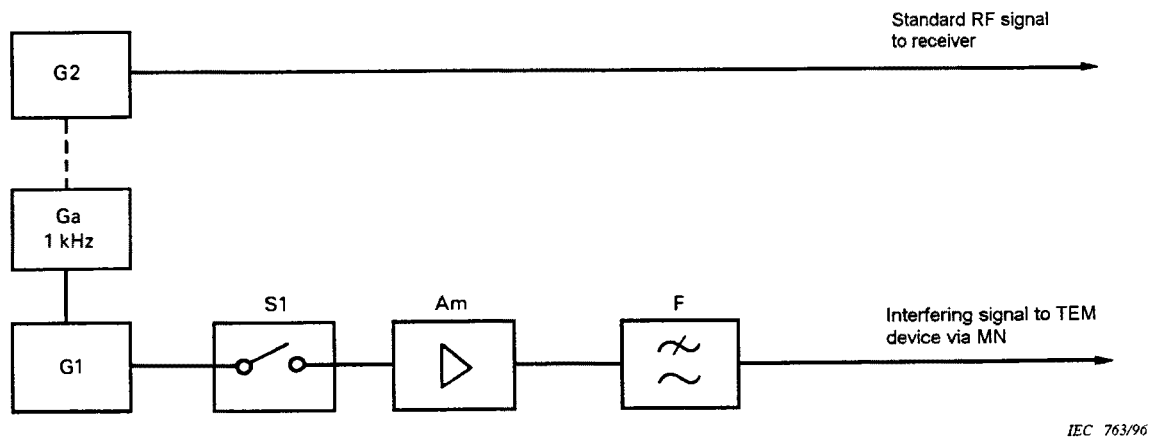 Standard RF signal
to receiver
G2
Ga
1 kHz
S1
Am
F
Interfering signal to TEM
device via MN
G1
IEC 763/96